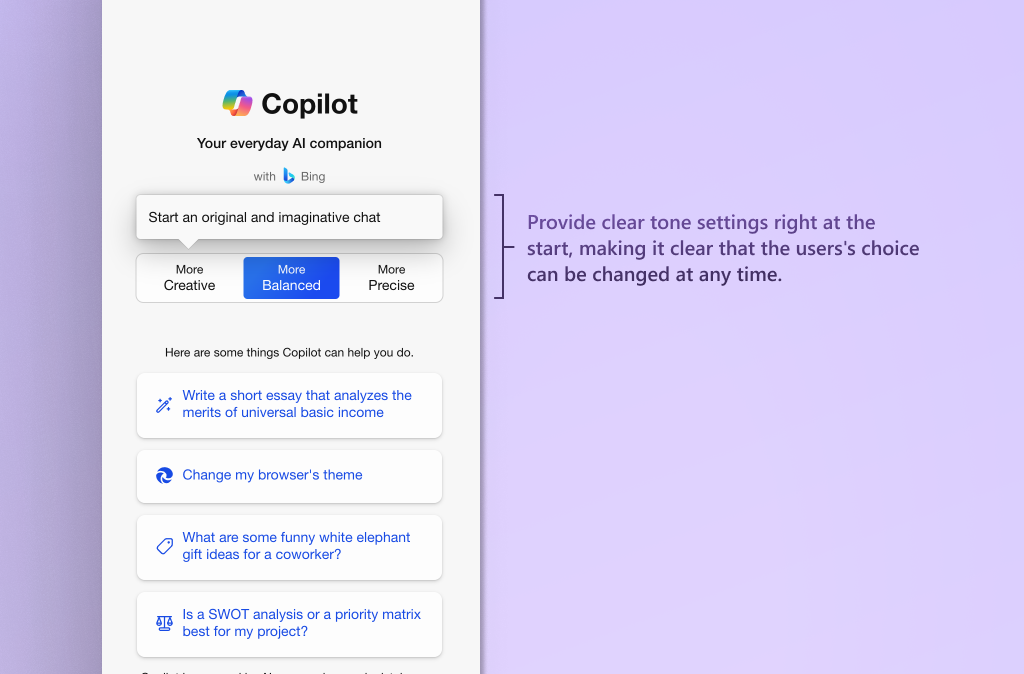 Copilot
Your everyday AI companion
with Bing
Start an original and imaginative chat
More Creative
More Balanced
More Precise
Provide clear tone settings right at the
start, making it clear that the users's choice
can be changed at any time.
Here are some things Copilot can help you do.
Write a short essay that analyzes the
merits of universal basic income
Change my browser's theme
What are some funny white elephant
gift ideas for a coworker?
Is a SWOT analysis or a priority matrix
best for my project?